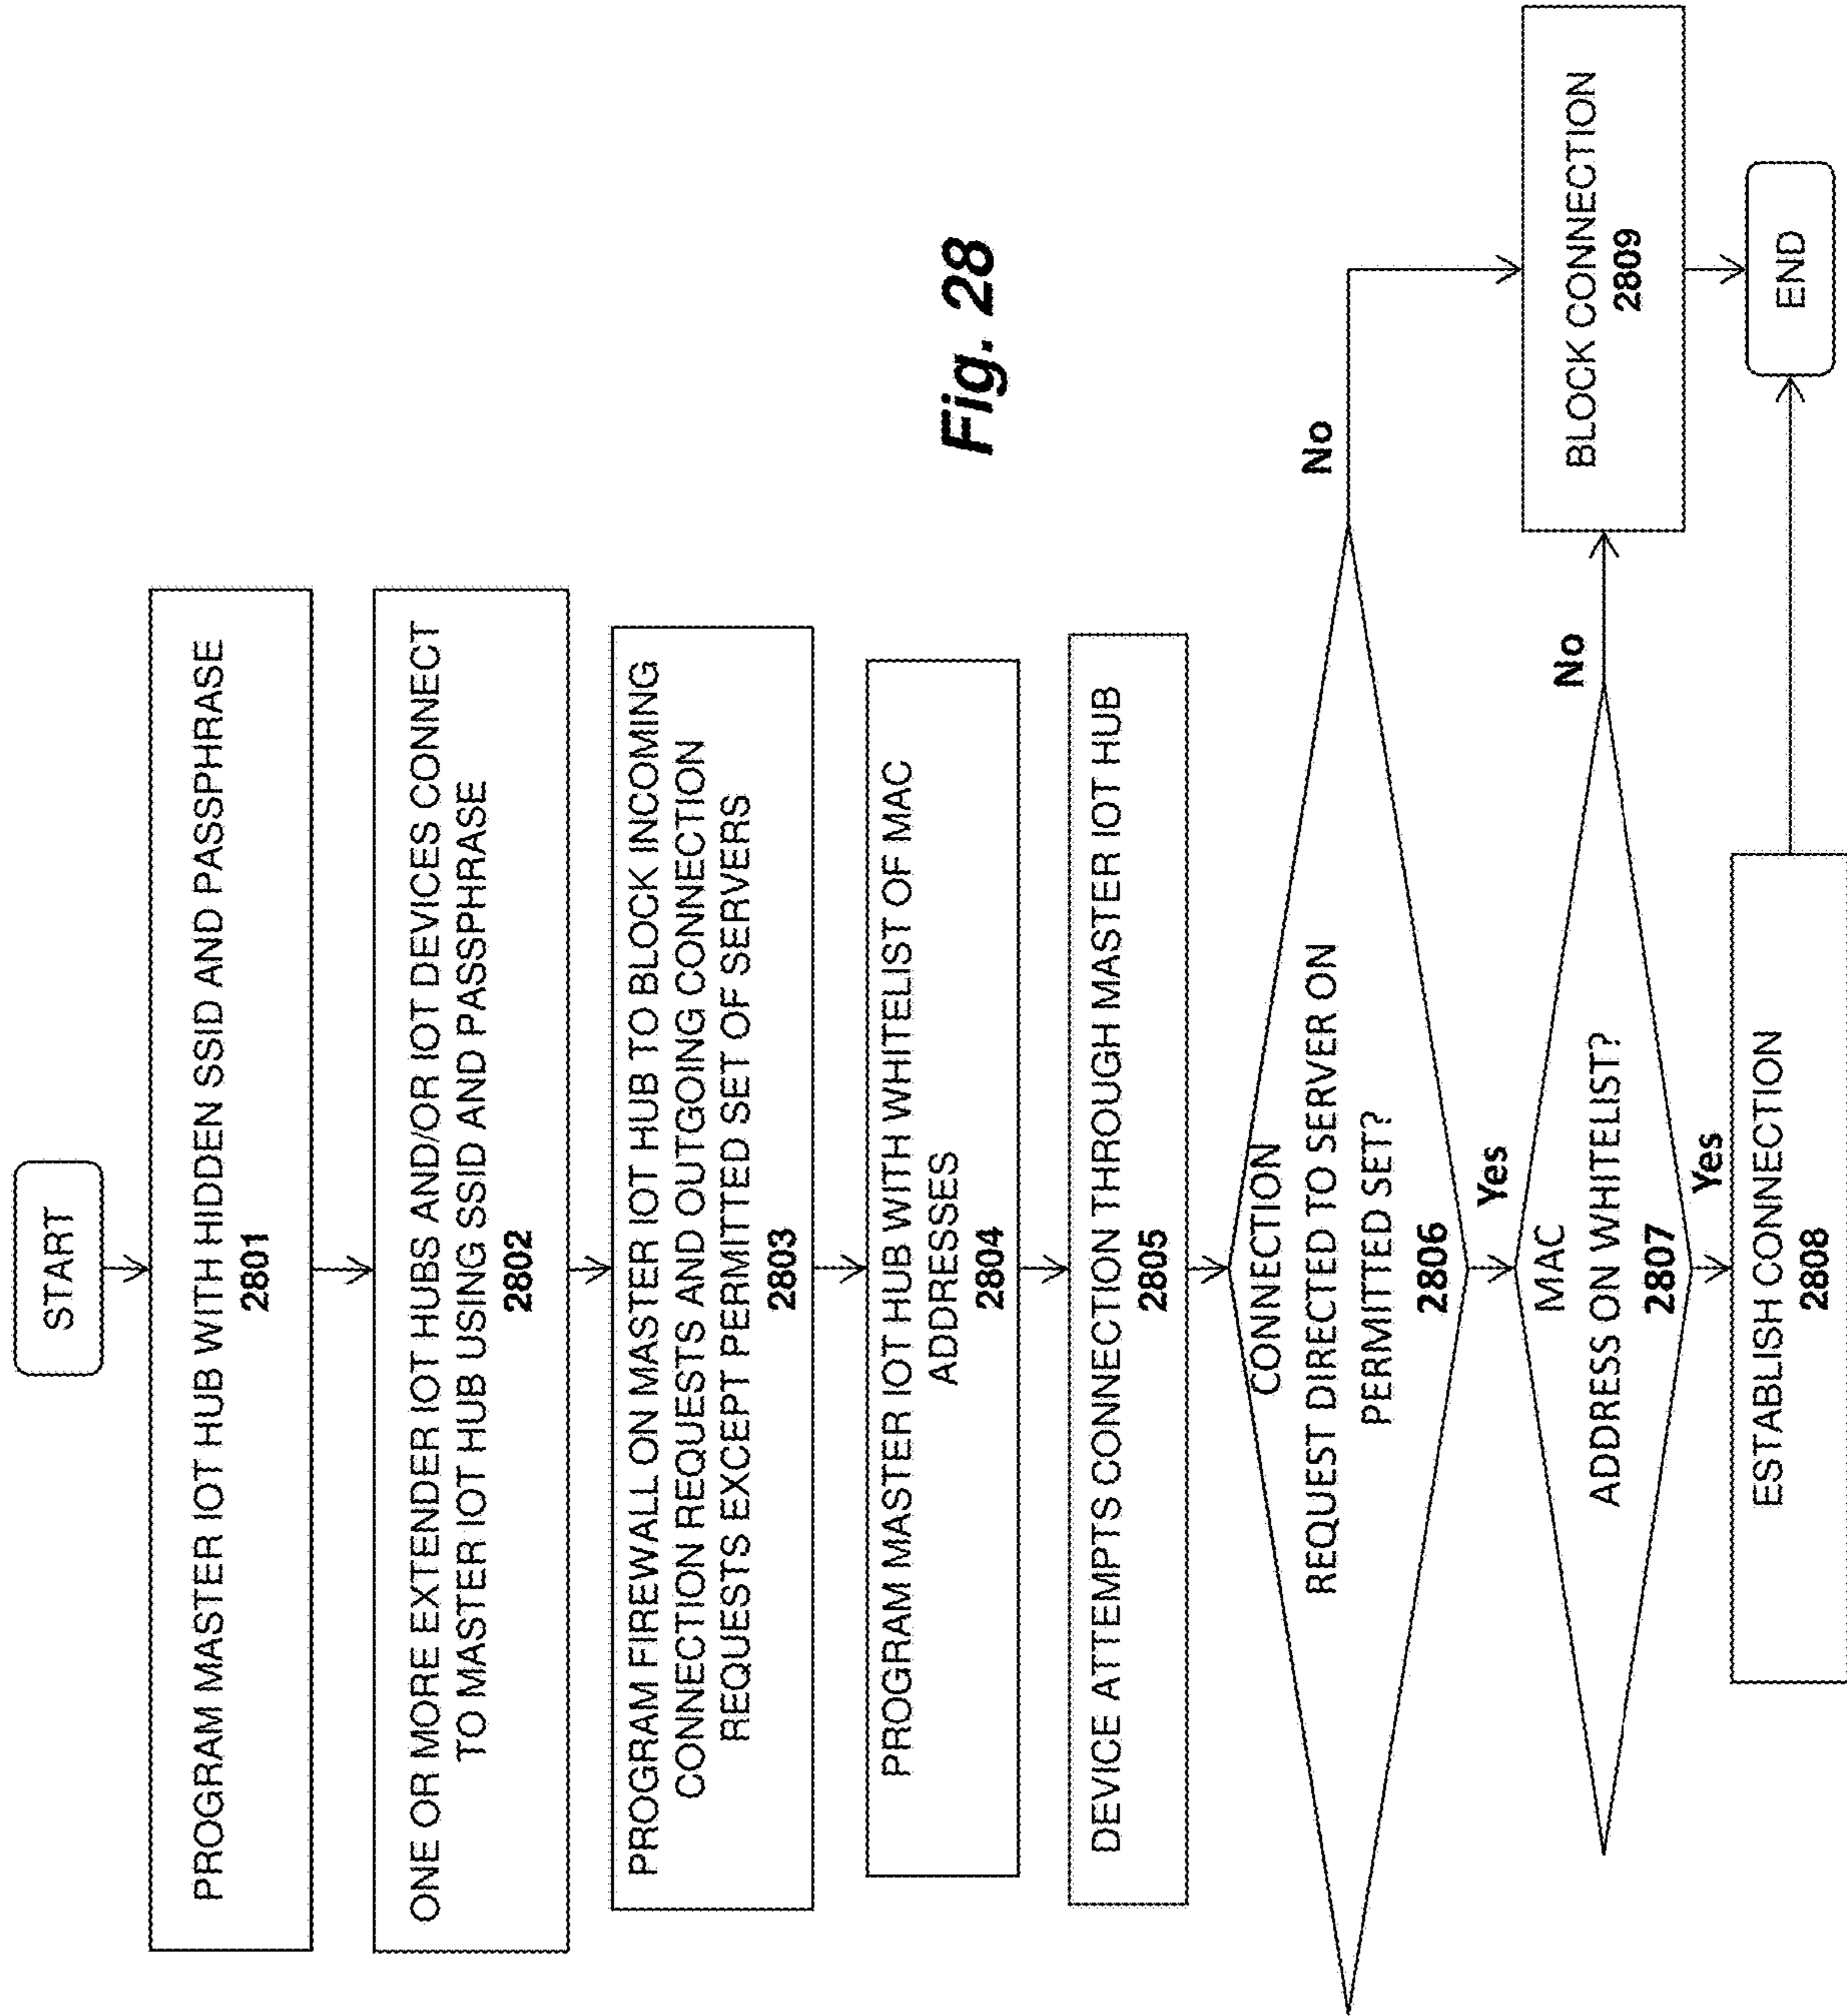 START
PROGRAM MASTER IOT HUB WITH HIDDEN SSID AND PASSPHRASE
2801
ONE OR MORE EXTENDER IOT HUBS AND/OR IOT DEVICES CONNECT
TO MASTER IOT HUB USING SSID AND PASSPHRASE
2802
PROGRAM FIREWALL ON MASTER IOT HUB TO BLOCK INCOMING
CONNECTION REQUESTS AND OUTGOING CONNECTION
REQUESTS EXCEPT PERMITTED SET OF SERVERS
2803
PROGRAM MASTER IOT HUB WITH WHITELIST OF MAC
ADDRESSES
2804
DEVICE ATTEMPTS CONNECTION THROUGH MASTER IOT HUB
2805
CONNECTION
REQUEST DIRECTED TO SERVER ON
PERMITTED SET?
2806
No
Yes
MAC
ADDRESS ON WHITELIST?
2807
No
Yes
ESTABLISH CONNECTION
2808
BLOCK CONNECTION
2809
END
Fig. 28